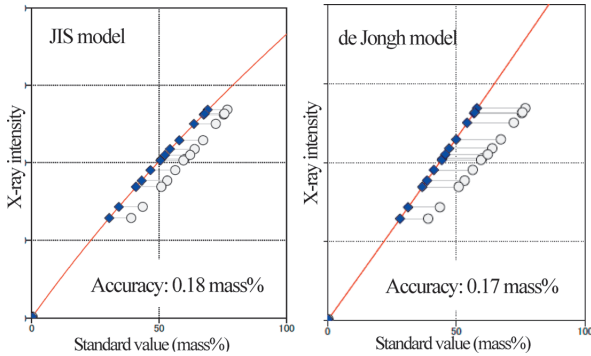 JIS model
X-ray intensity
Accuracy: 0.18 mass%
0
50
100
Standard value (mass%)
de Jongh model
X-ray intensity
Accuracy: 0.17 mass%
0
50
100
Standard value (mass%)